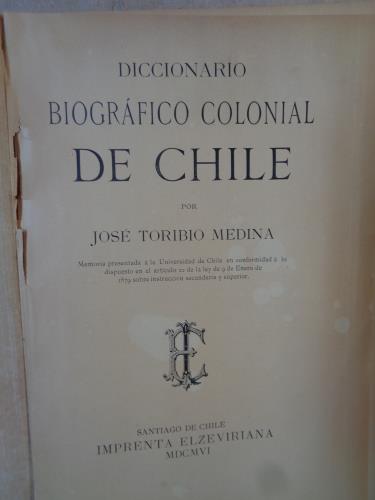 DICCIONARIO
BIOGRÁFICO COLONIAL
DE CHILE
POR
JOSÉ TORIBIO MEDINA
Memoria presentada á la Universidad de Chile en conformidad á lo
dispuesto en el artículo 22 de la ley de 9 de Enero de
1879 sobre instrucción secundaria y superior.
EI
SANTIAGO DE CHILE
IMPRENTA ELZEVIRIANA
MDCMVI